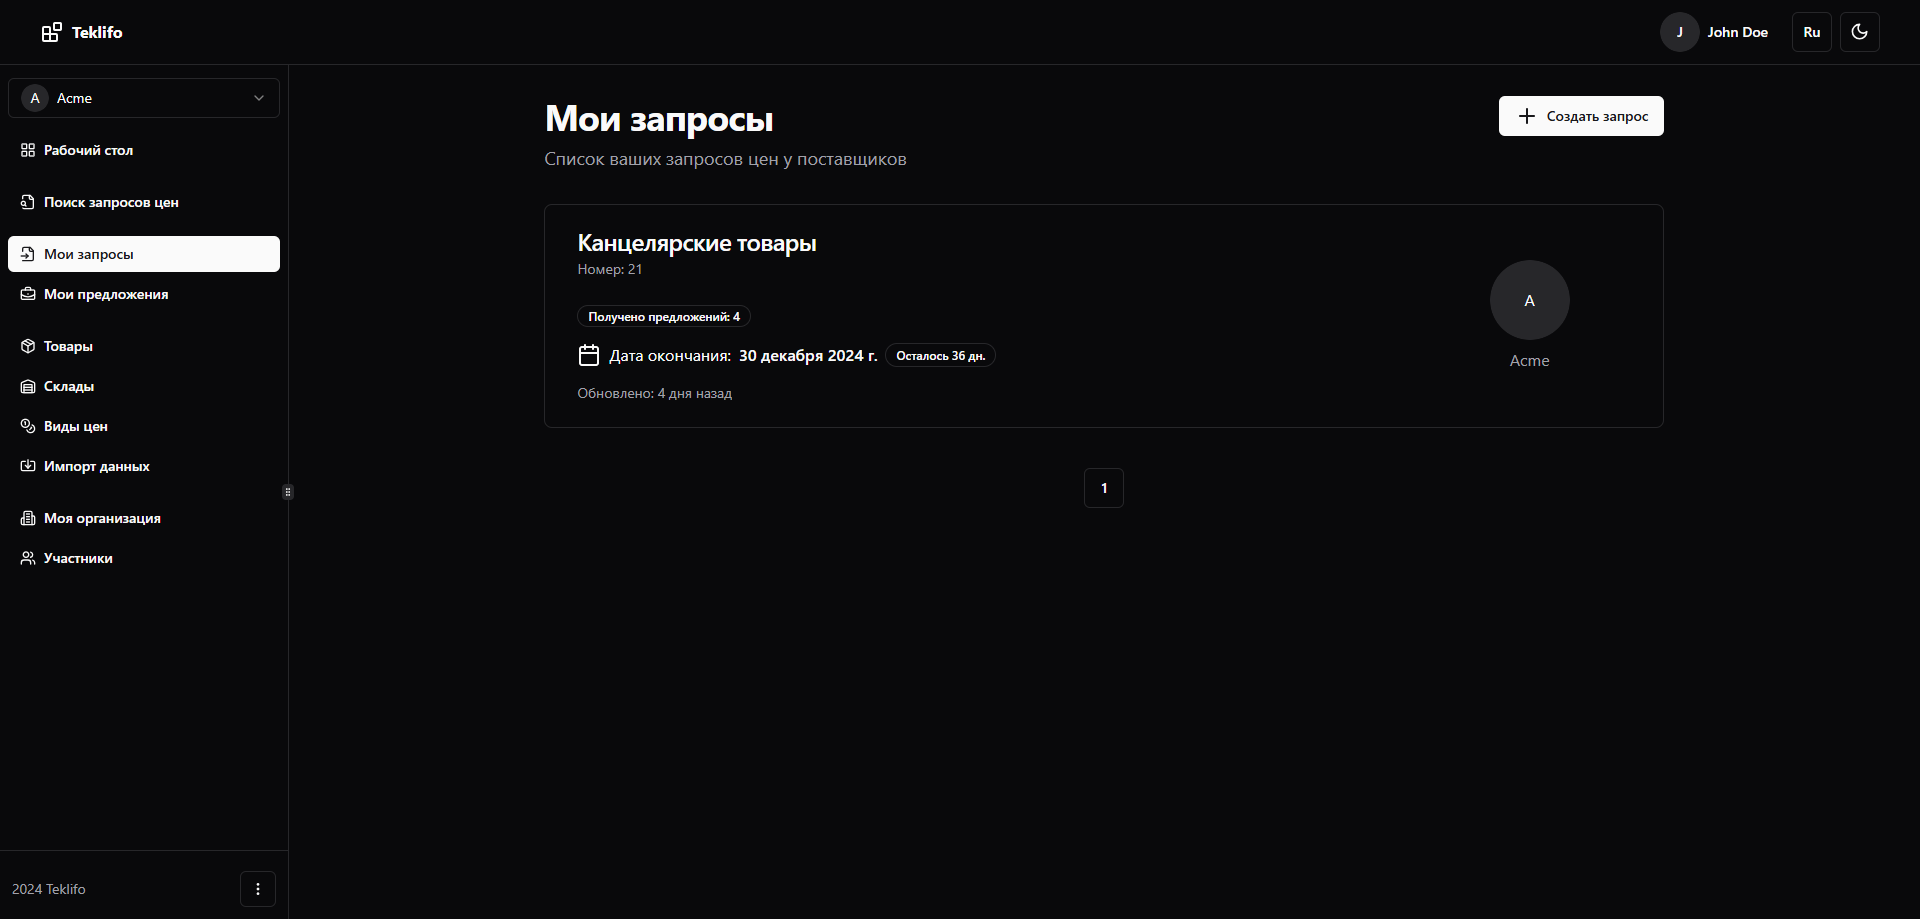 Teklifo
J
John Doe
Ru
A
Acme
Рабочий стол
Поиск запросов цен
Мои запросы
Мои предложения
Товары
Склады
Виды цен
Импорт данных
Моя организация
Участники
2024 Teklifo
Мои запросы
Список ваших запросов цен у поставщиков
Создать запрос
Канцелярские товары
Номер: 21
Получено предложений: 4
Дата окончания: 30 декабря 2024 г. Осталось 36 дн.
Обновлено: 4 дня назад
A
Acme
1